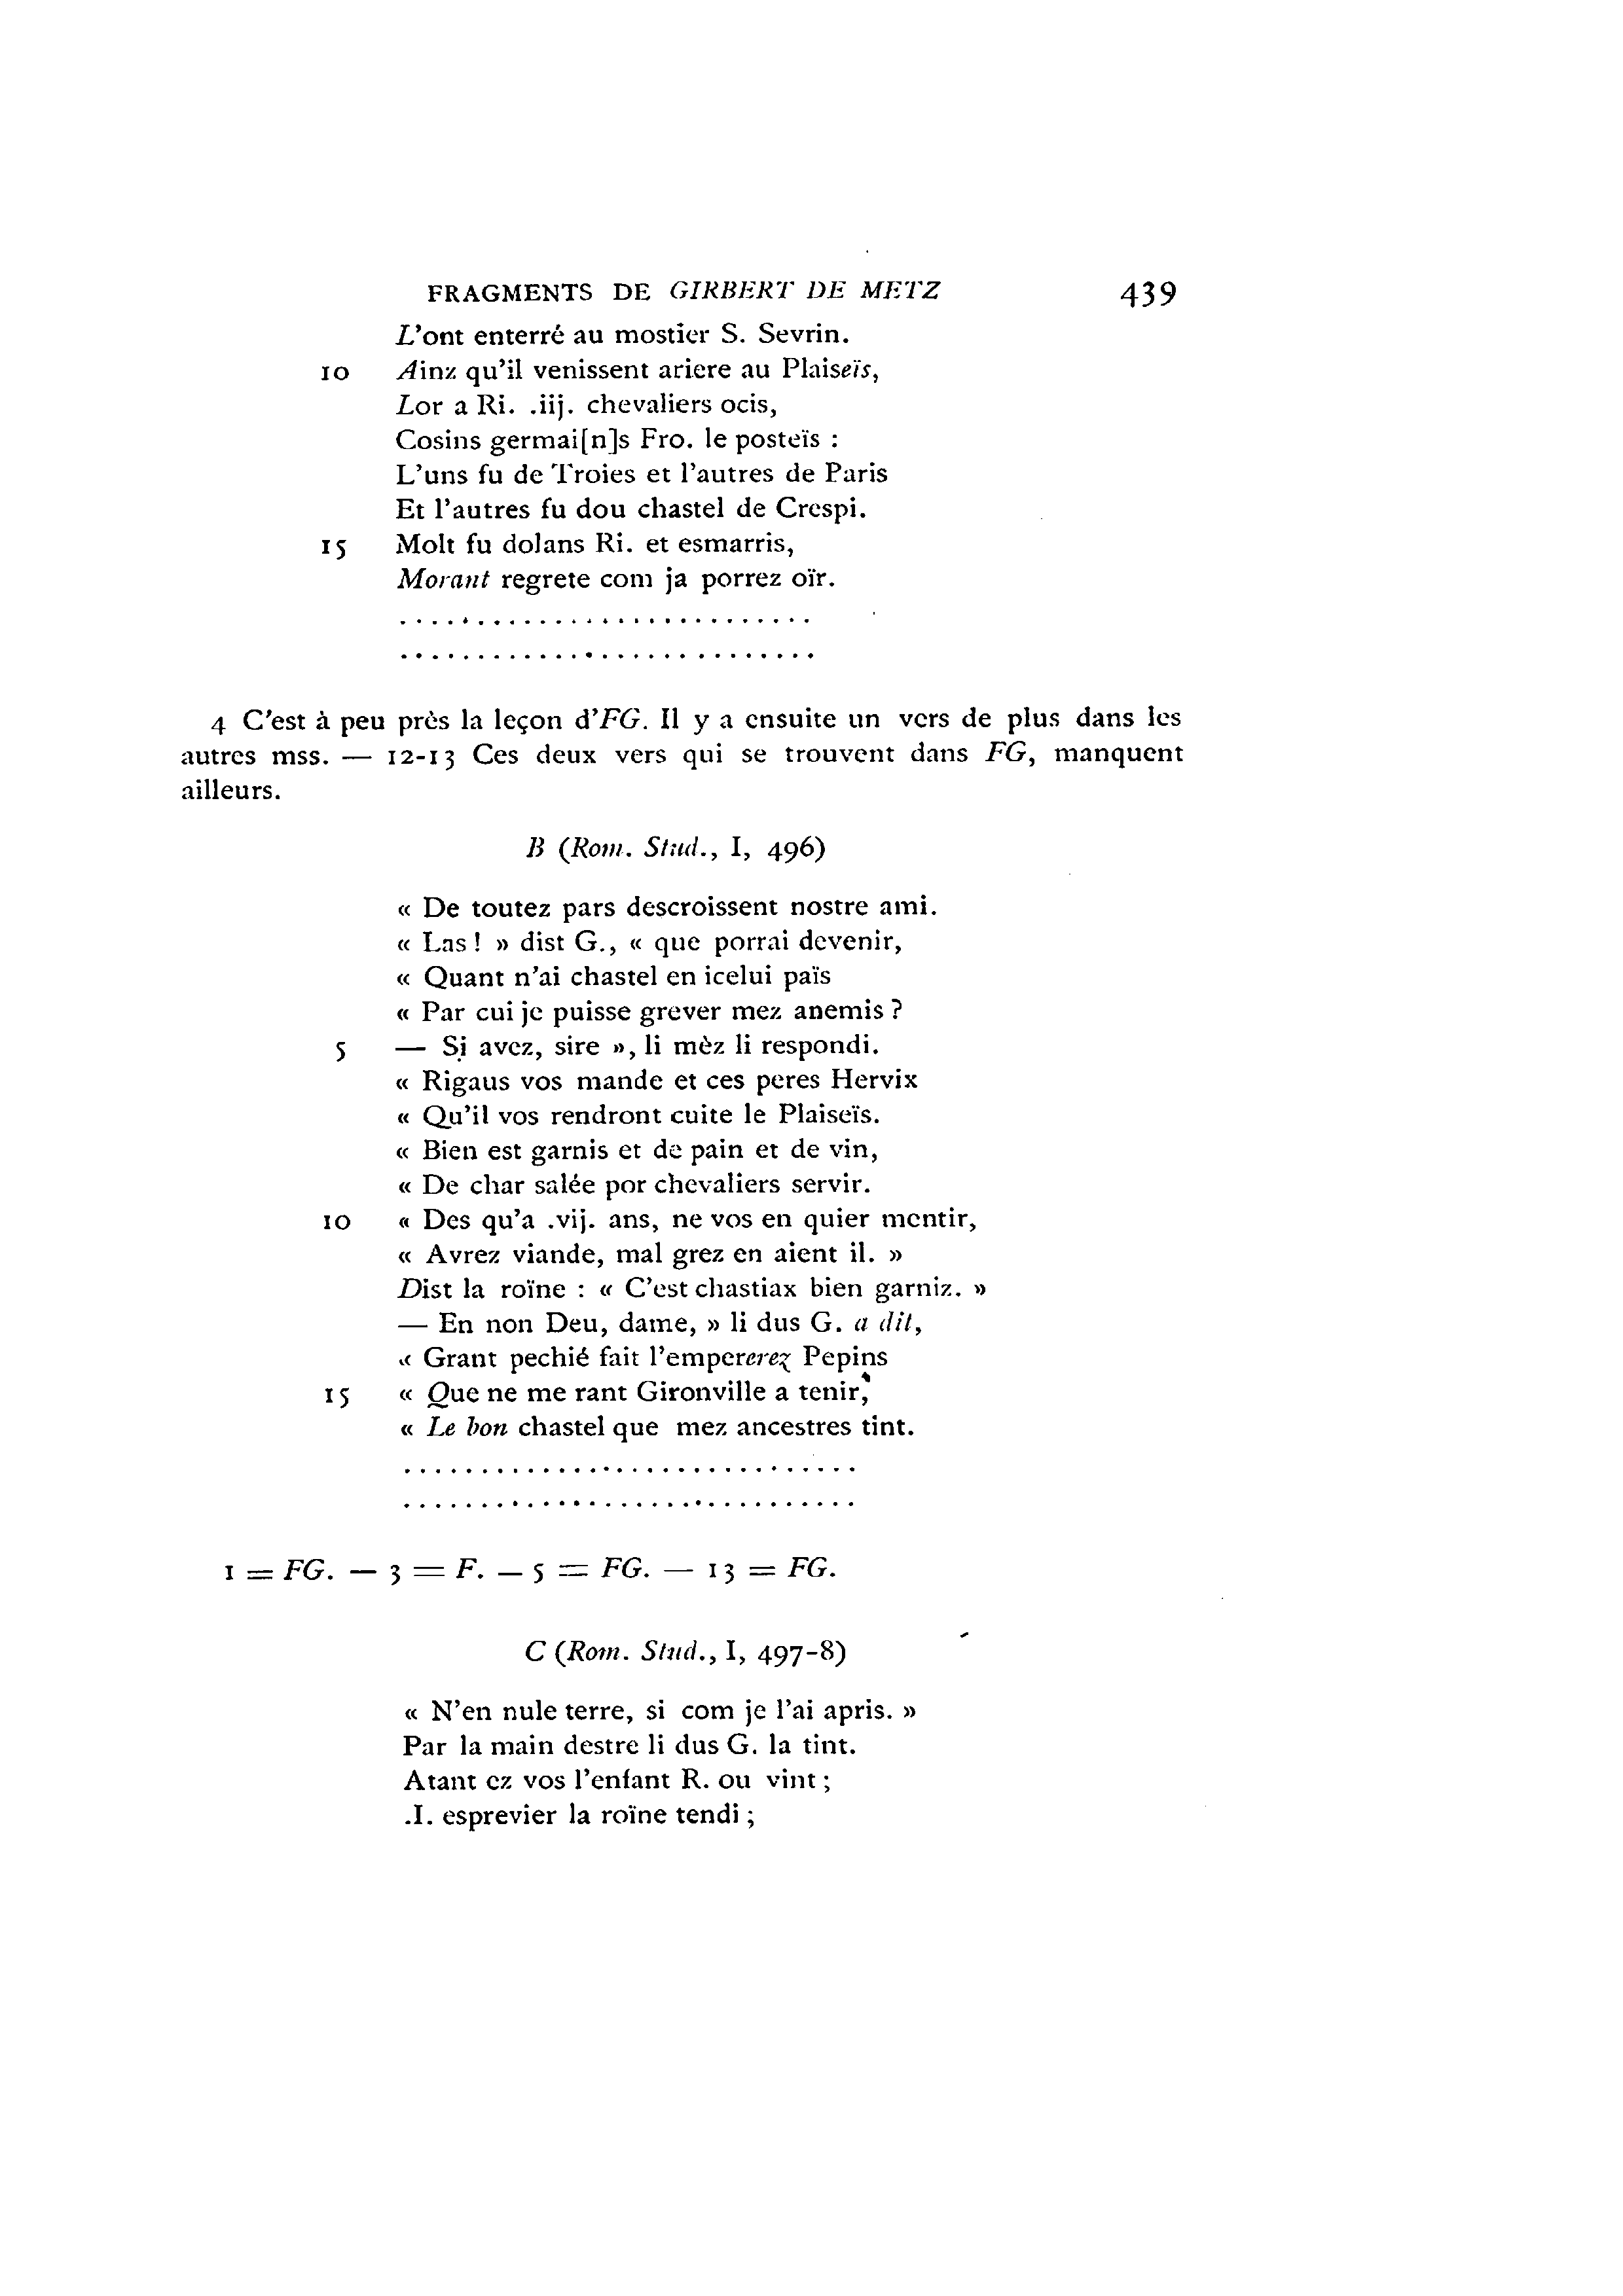 FRAGMENTS DE GIRBERT DE METZ 439
L'ont enterré au mostier S. Sevrin.
10 Ainz qu'il venissent ariere au Plaiseïs,
Lor a Ri. .iij. chevaliers ocis,
Cosins germai[n]s Fro. le posteïs :
L'uns fu de Troies et l'autres de Paris
Et l'autres fu dou chastel de Crespi.
15 Molt fu dolans Ri. et esmarris,
Morant regrete com ja porrez oïr.
. . . . . . . . . . . . . . . . . . . . . . . . . . .
. . . . . . . . . . . . . . . . . . . . . . . . . . .
4 C'est à peu près la leçon d'FG. Il y a ensuite un vers de plus dans les
autres mss. — 12-13 Ces deux vers qui se trouvent dans FG, manquent
ailleurs.
B (Rom. Stud., I, 496)
« De toutez pars descroissent nostre ami.
« Las ! » dist G., « que porrai devenir,
« Quant n'ai chastel en icelui païs
« Par cui je puisse grever mez anemis ?
5 — Si avez, sire », li mèz li respondi.
« Rigaus vos mande et ces peres Hervix
« Qu'il vos rendront cuite le Plaiseïs.
« Bien est garnis et de pain et de vin,
« De char salée por chevaliers servir.
10 « Des qu'a .vij. ans, ne vos en quier mentir,
« Avrez viande, mal grez en aient il. »
Dist la roïne : « C'est chastiax bien garniz. »
— En non Deu, dame, » li dus G. a dit,
« Grant pechié fait l'empererez Pepins
15 « Que ne me rant Gironville a tenir,
« Le bon chastel que mez ancestres tint.
. . . . . . . . . . . . . . . . . . . . . . . . . . . . . .
. . . . . . . . . . . . . . . . . . . . . . . . . . . . . .
1 = FG. — 3 = F. — 5 = FG. — 13 = FG.
C (Rom. Stud., I, 497-8)
« N'en nule terre, si com je l'ai apris. »
Par la main destre li dus G. la tint.
Atant ez vos l'enfant R. ou vint ;
.I. esprevier la roïne tendi ;